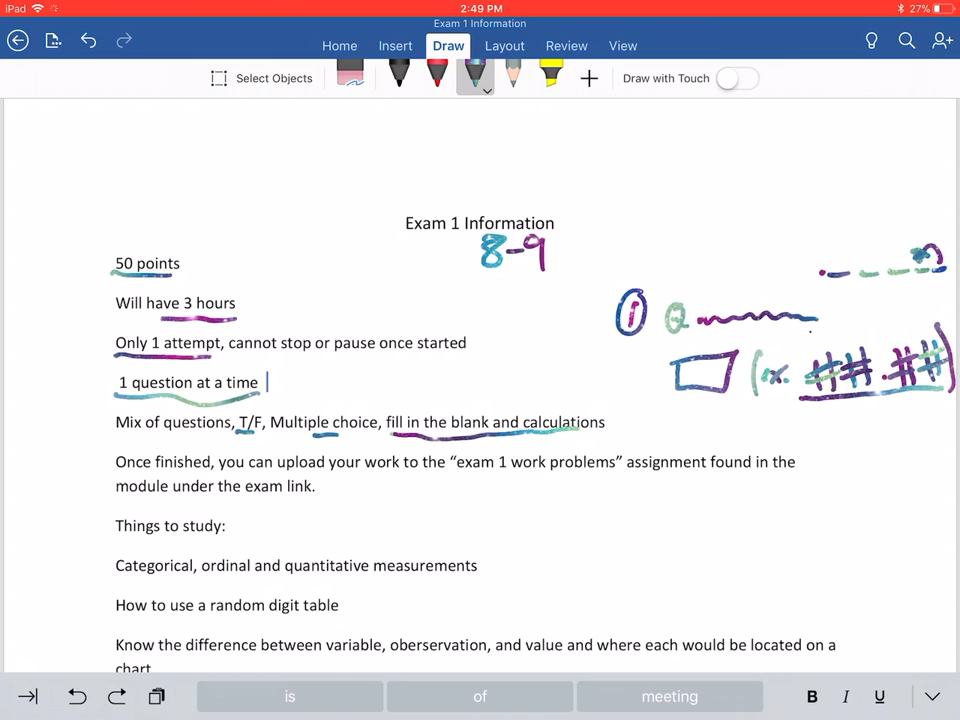 iPad 2:49 PM 27%
Exam 1 Information
Home Insert Draw Layout Review View
Select Objects Draw with Touch
Exam 1 Information
8-9
50 points
Will have 3 hours
① Q
Only 1 attempt, cannot stop or pause once started
(ex. ##.##)
1 question at a time
Mix of questions, T/F, Multiple choice, fill in the blank and calculations
Once finished, you can upload your work to the “exam 1 work problems” assignment found in the
module under the exam link.
Things to study:
Categorical, ordinal and quantitative measurements
How to use a random digit table
Know the difference between variable, oberservation, and value and where each would be located on a
chart
is of meeting B I U